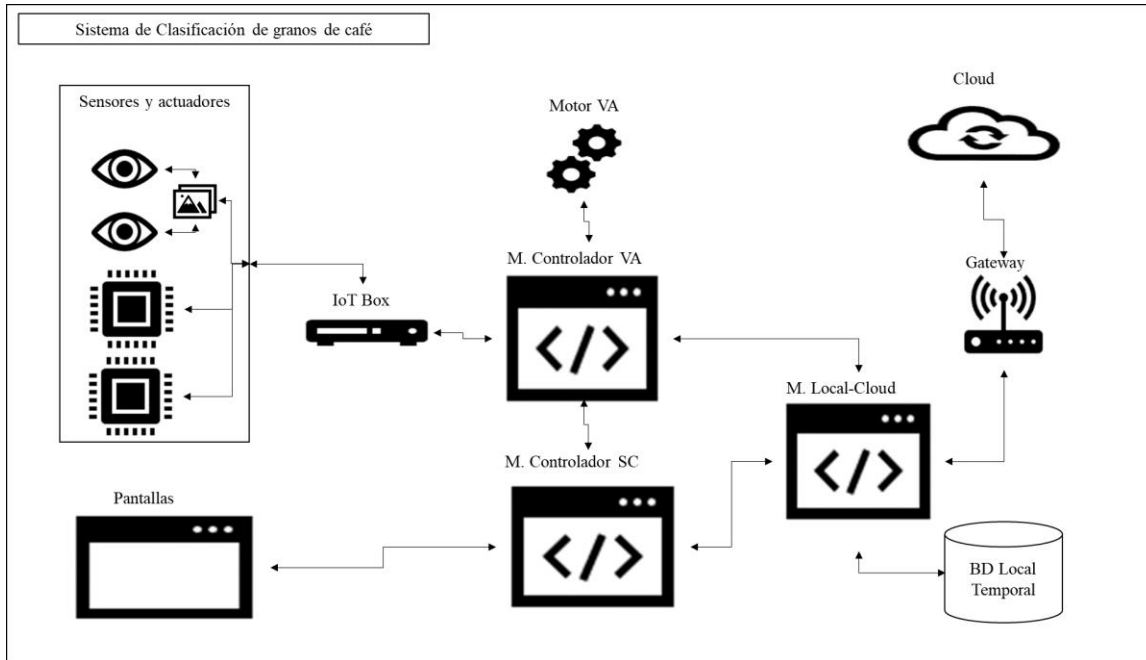 Sistema de Clasificación de granos de café
Sensores y actuadores
Motor VA
Cloud
M. Controlador VA
Gateway
IoT Box
M. Local-Cloud
M. Controlador SC
Pantallas
BD Local
Temporal